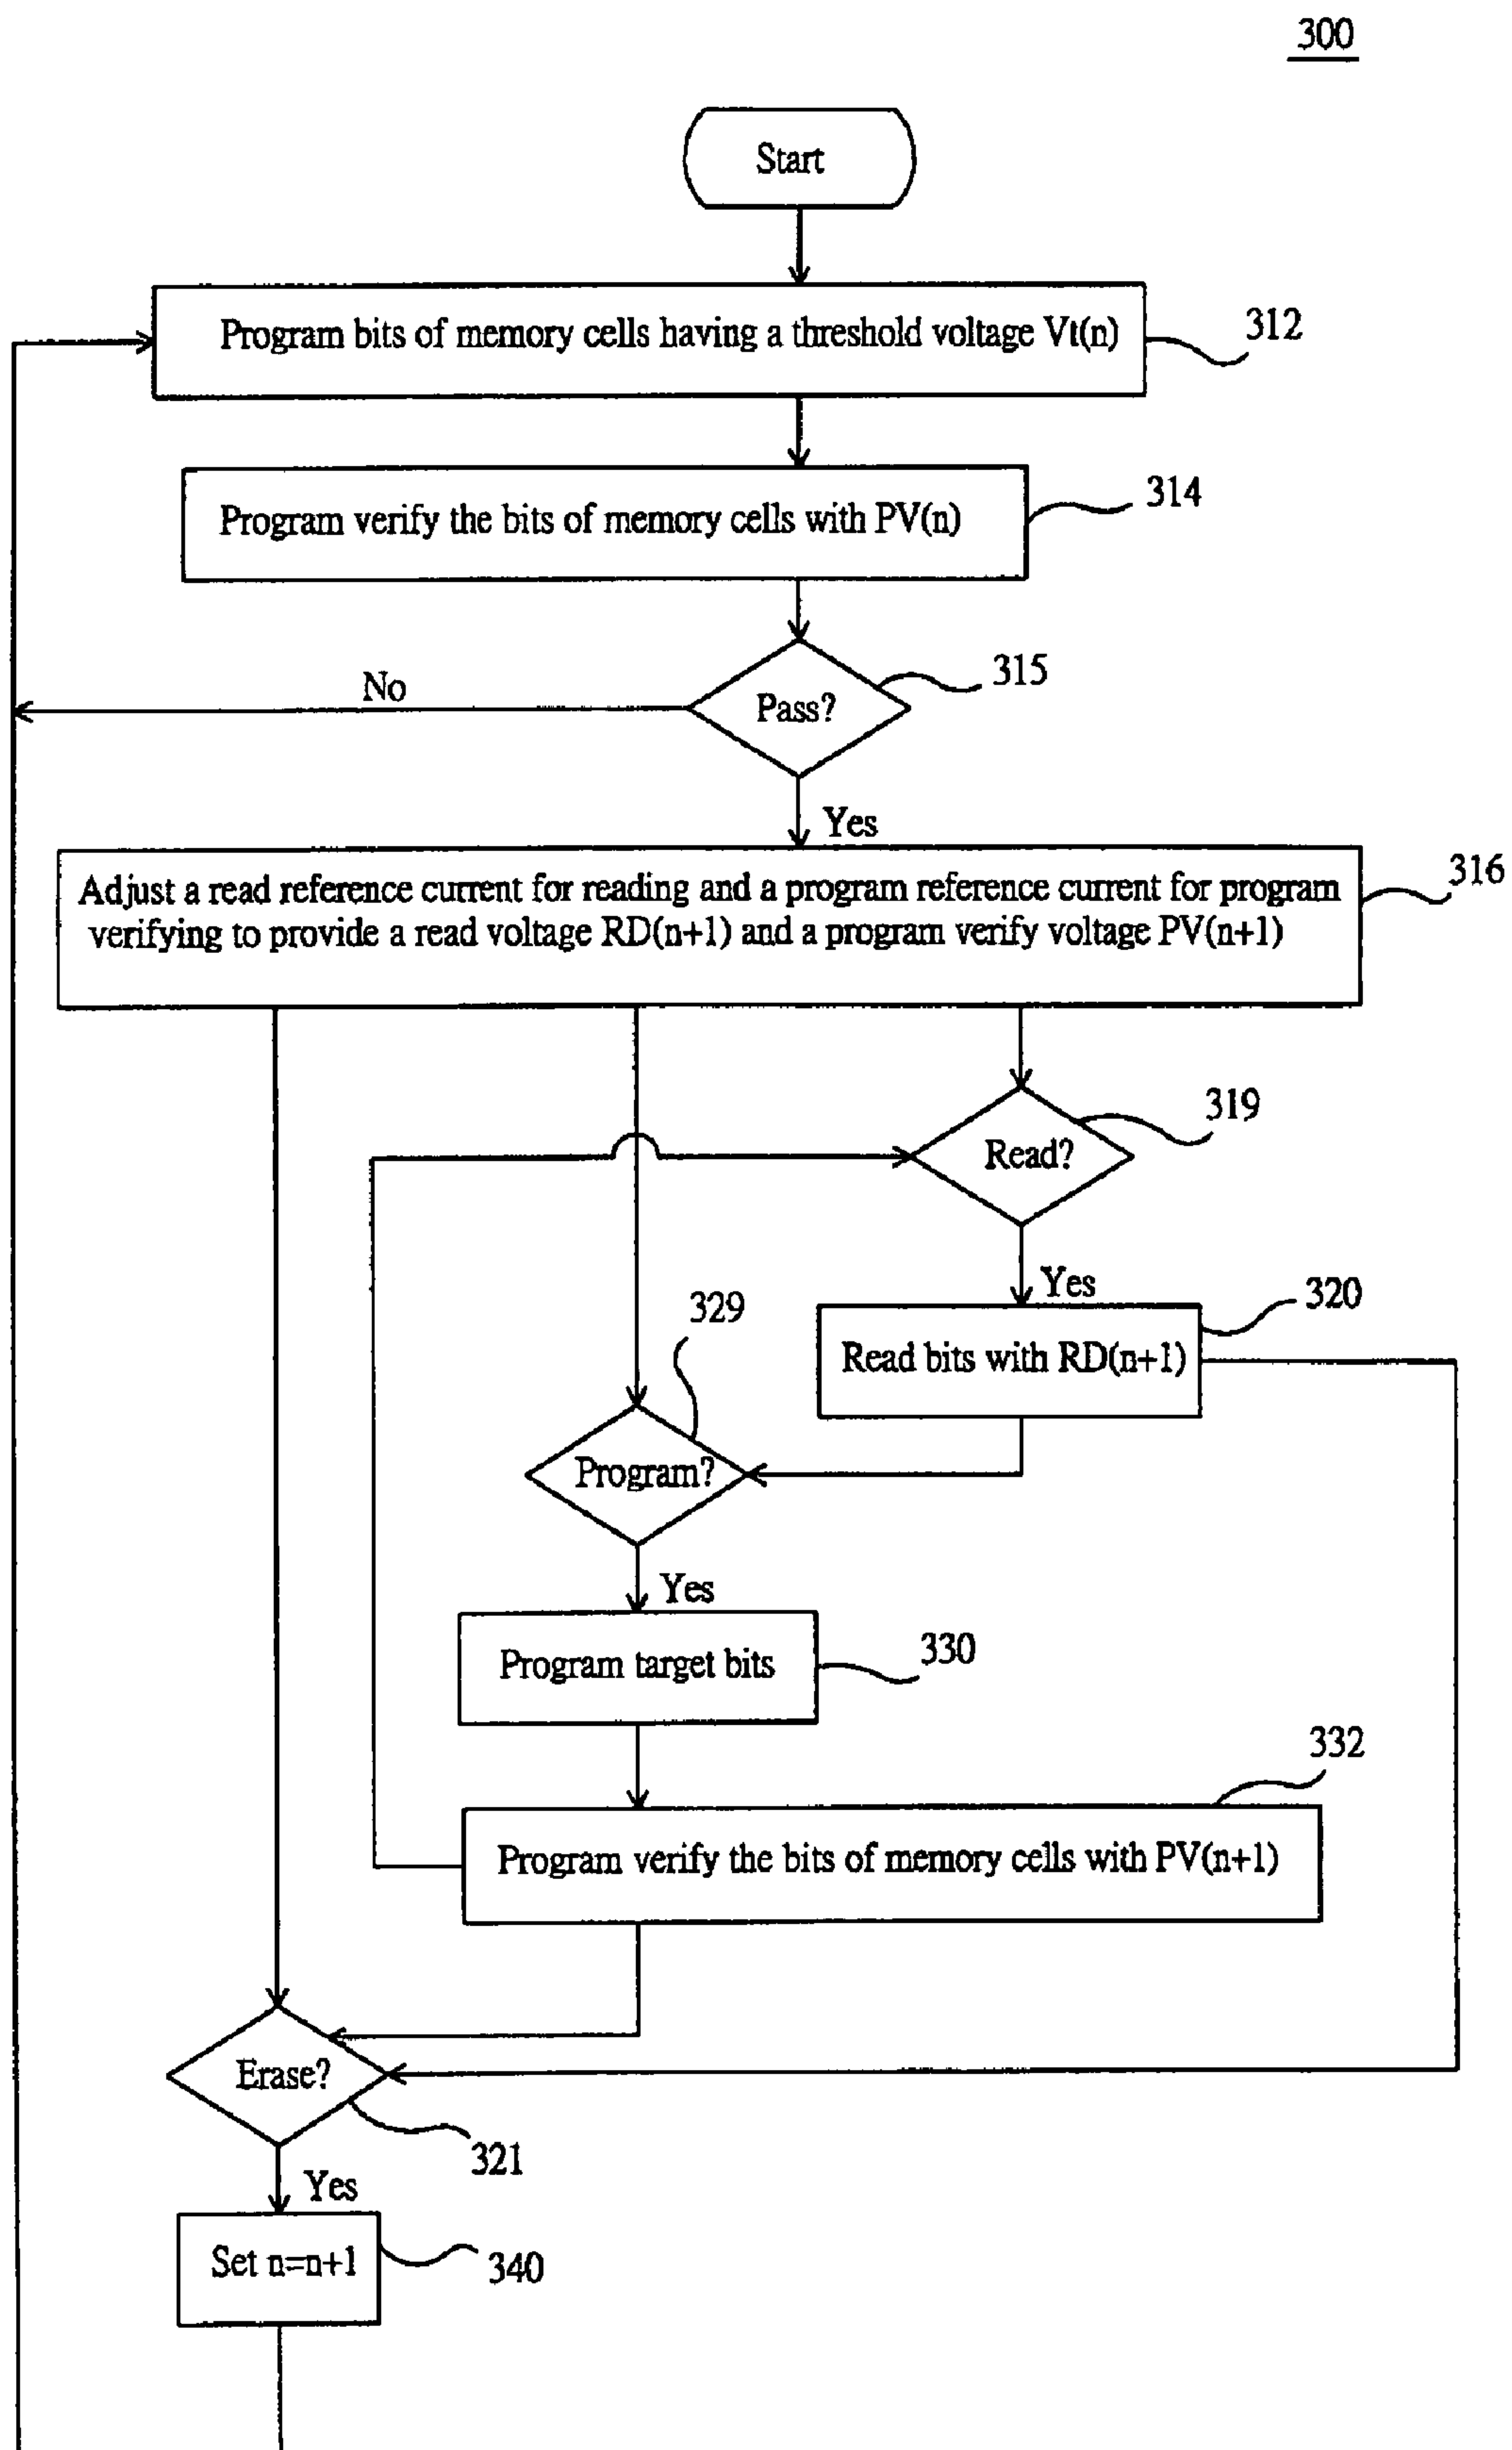 300
Start
Program bits of memory cells having a threshold voltage Vt(n)
312
Program verify the bits of memory cells with PV(n)
314
Pass?
315
No
Yes
Adjust a read reference current for reading and a program reference current for program
verifying to provide a read voltage RD(n+1) and a program verify voltage PV(n+1)
316
Read?
319
Yes
Read bits with RD(n+1)
320
329
Program?
Yes
Program target bits
330
332
Program verify the bits of memory cells with PV(n+1)
Erase?
321
Yes
Set n=n+1
340